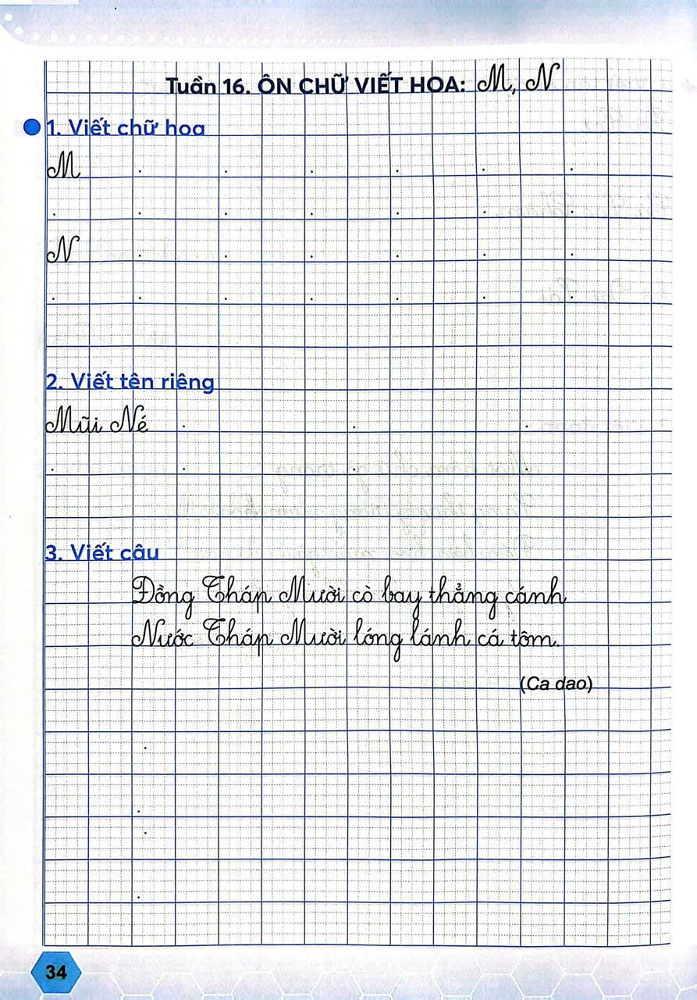 Tuần 16. ÔN CHỮ VIẾT HOA: M, N
1. Viết chữ hoa
M
N
2. Viết tên riêng
Mũi Né
3. Viết câu
Đồng Tháp Mười cò bay thẳng cánh
Nước Tháp Mười lóng lánh cá tôm.
(Ca dao)
34